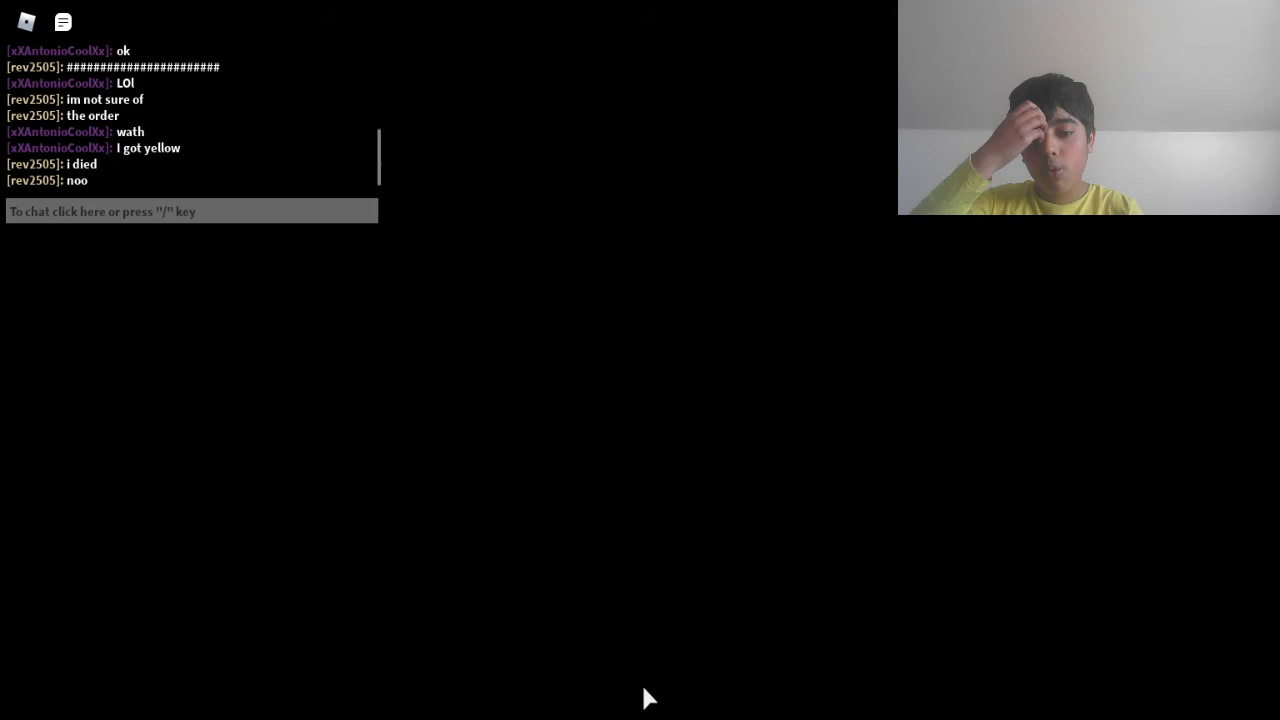 [xXAntonioCoolXx]: ok
[rev2505]: #######################
[xXAntonioCoolXx]: LOl
[rev2505]: im not sure of
[rev2505]: the order
[xXAntonioCoolXx]: wath
[xXAntonioCoolXx]: I got yellow
[rev2505]: i died
[rev2505]: noo
To chat click here or press "/" key